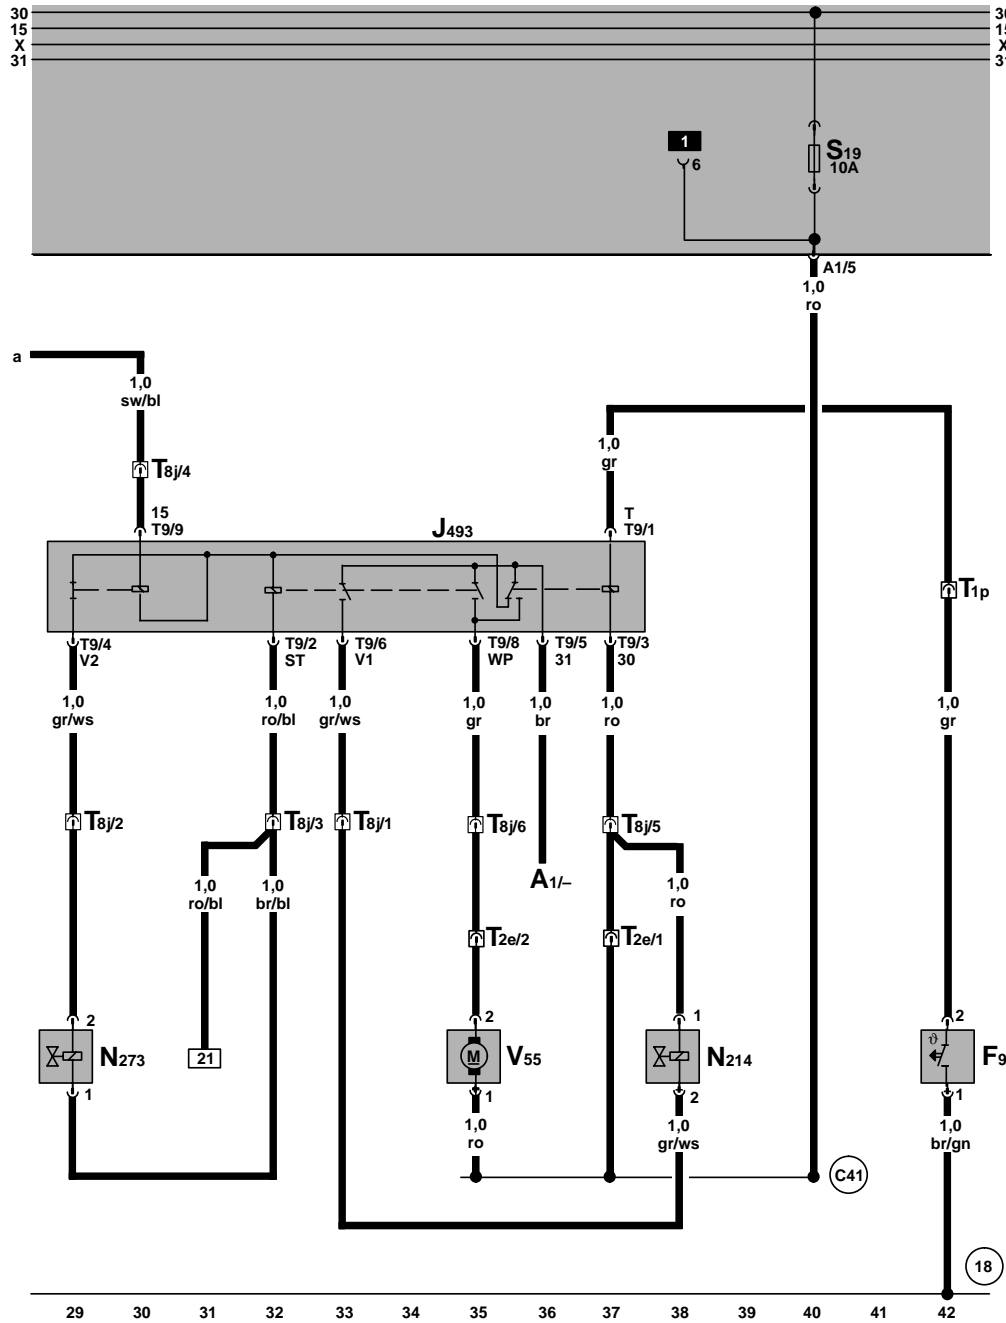 30 30
15 15
X X
31 31
1
6
S19
10A
A1/5
1,0
ro
a
1,0
sw/bl
1,0
gr
T8j/4
15
T9/9
J493
T
T9/1
T1p
T9/4
V2
T9/2
ST
T9/6
V1
T9/8
WP
T9/5
31
T9/3
30
1,0
gr/ws
1,0
ro/bl
1,0
gr/ws
1,0
gr
1,0
br
1,0
ro
1,0
gr
T8j/2
T8j/3
T8j/1
T8j/6
T8j/5
A1/–
1,0
ro/bl
1,0
br/bl
1,0
ro
T2e/2
T2e/1
2
2
1
2
N273
21
M
V55
N214
ϑ
F9
1
1
2
1
1,0
ro
1,0
gr/ws
1,0
br/gn
C41
18
29 30 31 32 33 34 35 36 37 38 39 40 41 42